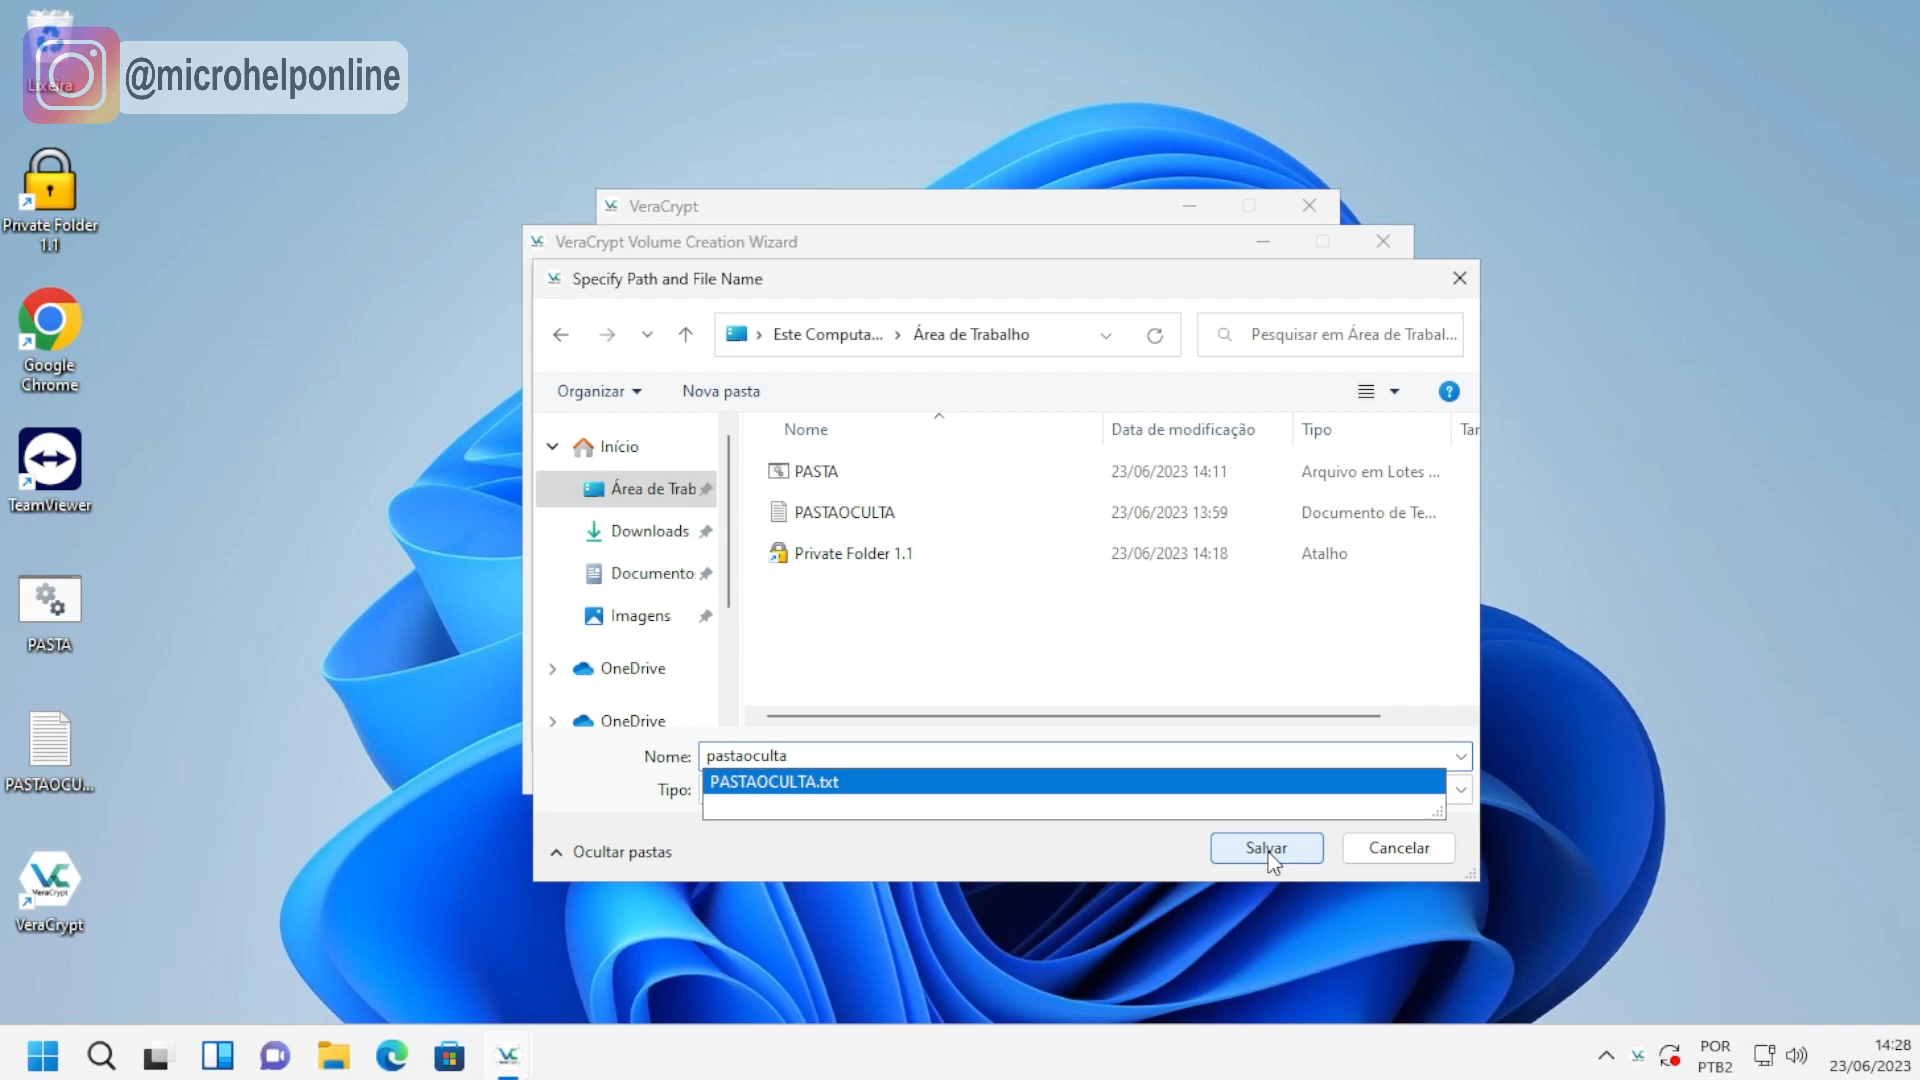 Lixeira
@microhelponline
Private Folder
1.1
Google
Chrome
TeamViewer
PASTA
PASTAOCU...
VeraCrypt
VeraCrypt
VeraCrypt
VeraCrypt Volume Creation Wizard
Specify Path and File Name
Este Computa...
Área de Trabalho
Pesquisar em Área de Trabal...
Organizar
Nova pasta
Início
Área de Trab
Downloads
Documento
Imagens
OneDrive
OneDrive
Nome
Data de modificação
Tipo
Tar
PASTA
23/06/2023 14:11
Arquivo em Lotes ...
PASTAOCULTA
23/06/2023 13:59
Documento de Te...
Private Folder 1.1
23/06/2023 14:18
Atalho
Nome: pastaoculta
PASTAOCULTA.txt
Tipo:
Ocultar pastas
Salvar
Cancelar
POR
PTB2
14:28
23/06/2023